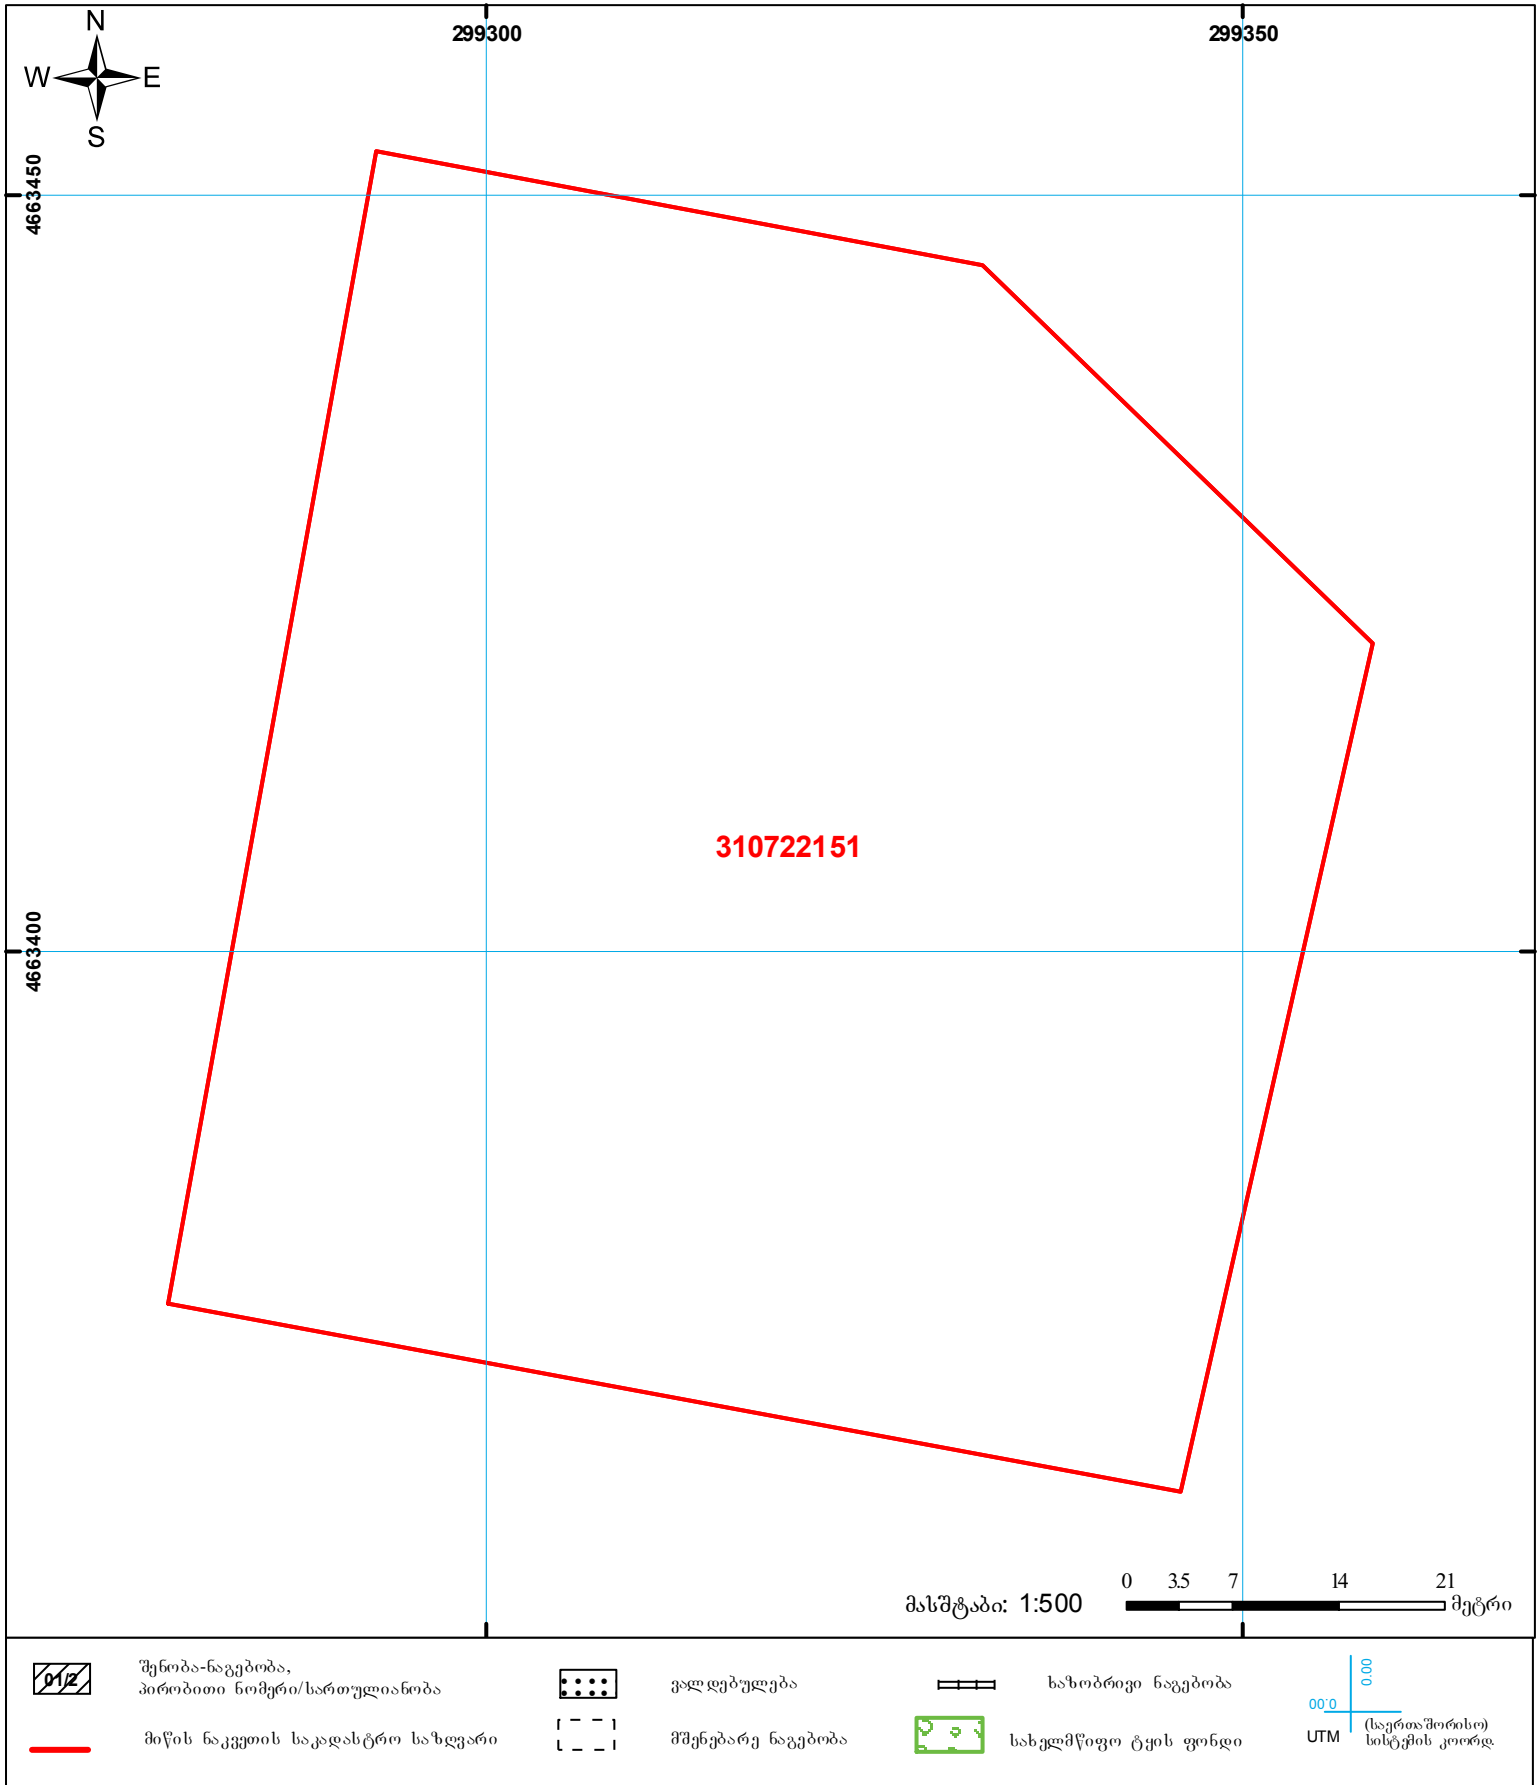 N
W E
S
299300
299350
4663450
4663400
310722151
მასშტაბი: 1:500
0 3.5 7 14 21
მეტრი
01/2
შენობა-ნაგებობა,
პირობითი ნომერი/სართულიანობა
ვალდებულება
ხაზობრივი ნაგებობა
მიწის ნაკვეთის საკადასტრო საზღვარი
მშენებარე ნაგებობა
სახელმწიფო ტყის ფონდი
0.00
0.00
UTM
(საერთაშორისო)
სისტემის კოორდ.